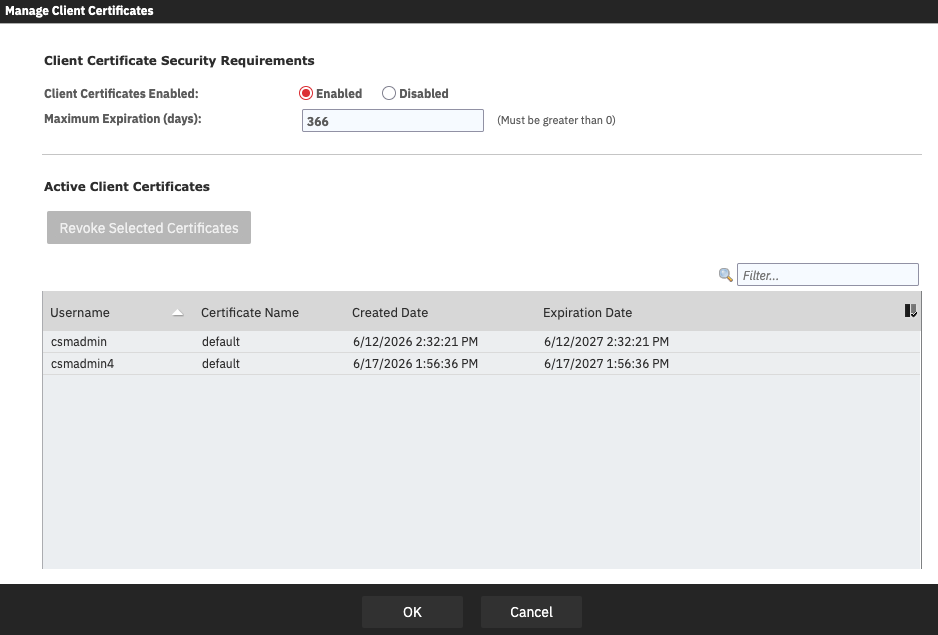 Manage Client Certificates
Client Certificate Security Requirements
Client Certificates Enabled: Enabled Disabled
Maximum Expiration (days): 366 (Must be greater than 0)
Active Client Certificates
Revoke Selected Certificates
Filter...
Username Certificate Name Created Date Expiration Date
csmadmin default 6/12/2026 2:32:21 PM 6/12/2027 2:32:21 PM
csmadmin4 default 6/17/2026 1:56:36 PM 6/17/2027 1:56:36 PM
OK Cancel